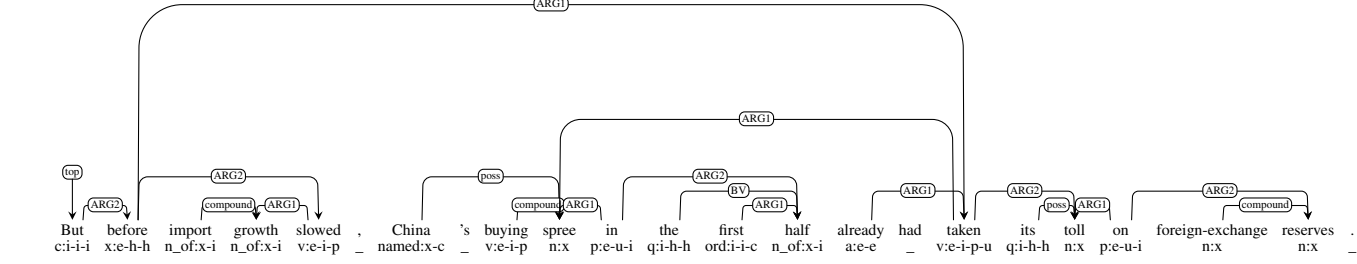 ARG1
ARG1
top
ARG2 poss ARG2 ARG1
BV
ARG2 compound ARG1 compound ARG1 ARG1 ARG2 poss ARG1 ARG2 compound
But before import growth slowed , China 's buying spree in the first half already had taken its toll on foreign-exchange reserves .
c:i-i-i x:e-h-h n_of:x-i n_of:x-i v:e-i-p _ named:x-c _ v:e-i-p n:x p:e-u-i q:i-h-h ord:i-i-c n_of:x-i a:e-e _ v:e-i-p-u q:i-h-h n:x p:e-u-i n:x n:x _